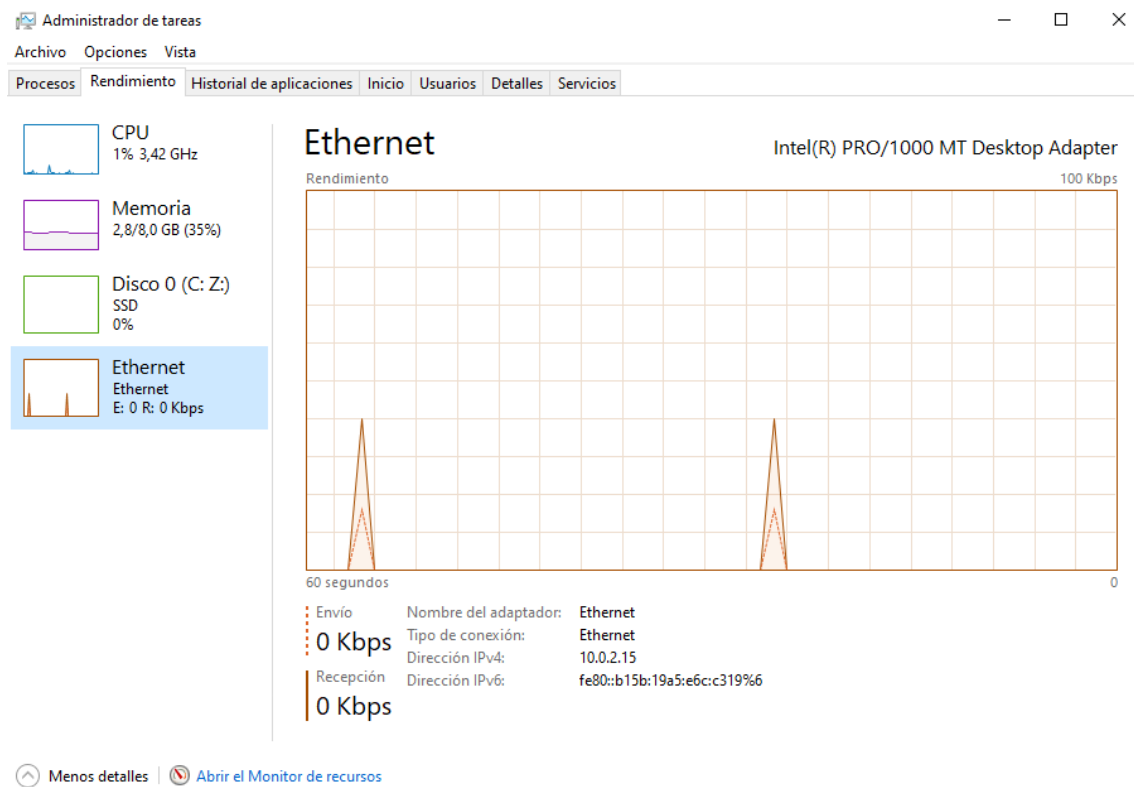 Administrador de tareas
Archivo Opciones Vista
Procesos Rendimiento Historial de aplicaciones Inicio Usuarios Detalles Servicios
CPU
1% 3,42 GHz
Memoria
2,8/8,0 GB (35%)
Disco 0 (C: Z:)
SSD
0%
Ethernet
Ethernet
E: 0 R: 0 Kbps
Ethernet
Intel(R) PRO/1000 MT Desktop Adapter
Rendimiento 100 Kbps
60 segundos 0
Envío
0 Kbps
Recepción
0 Kbps
Nombre del adaptador: Ethernet
Tipo de conexión: Ethernet
Dirección IPv4: 10.0.2.15
Dirección IPv6: fe80::b15b:19a5:e6c:c319%6
Menos detalles Abrir el Monitor de recursos